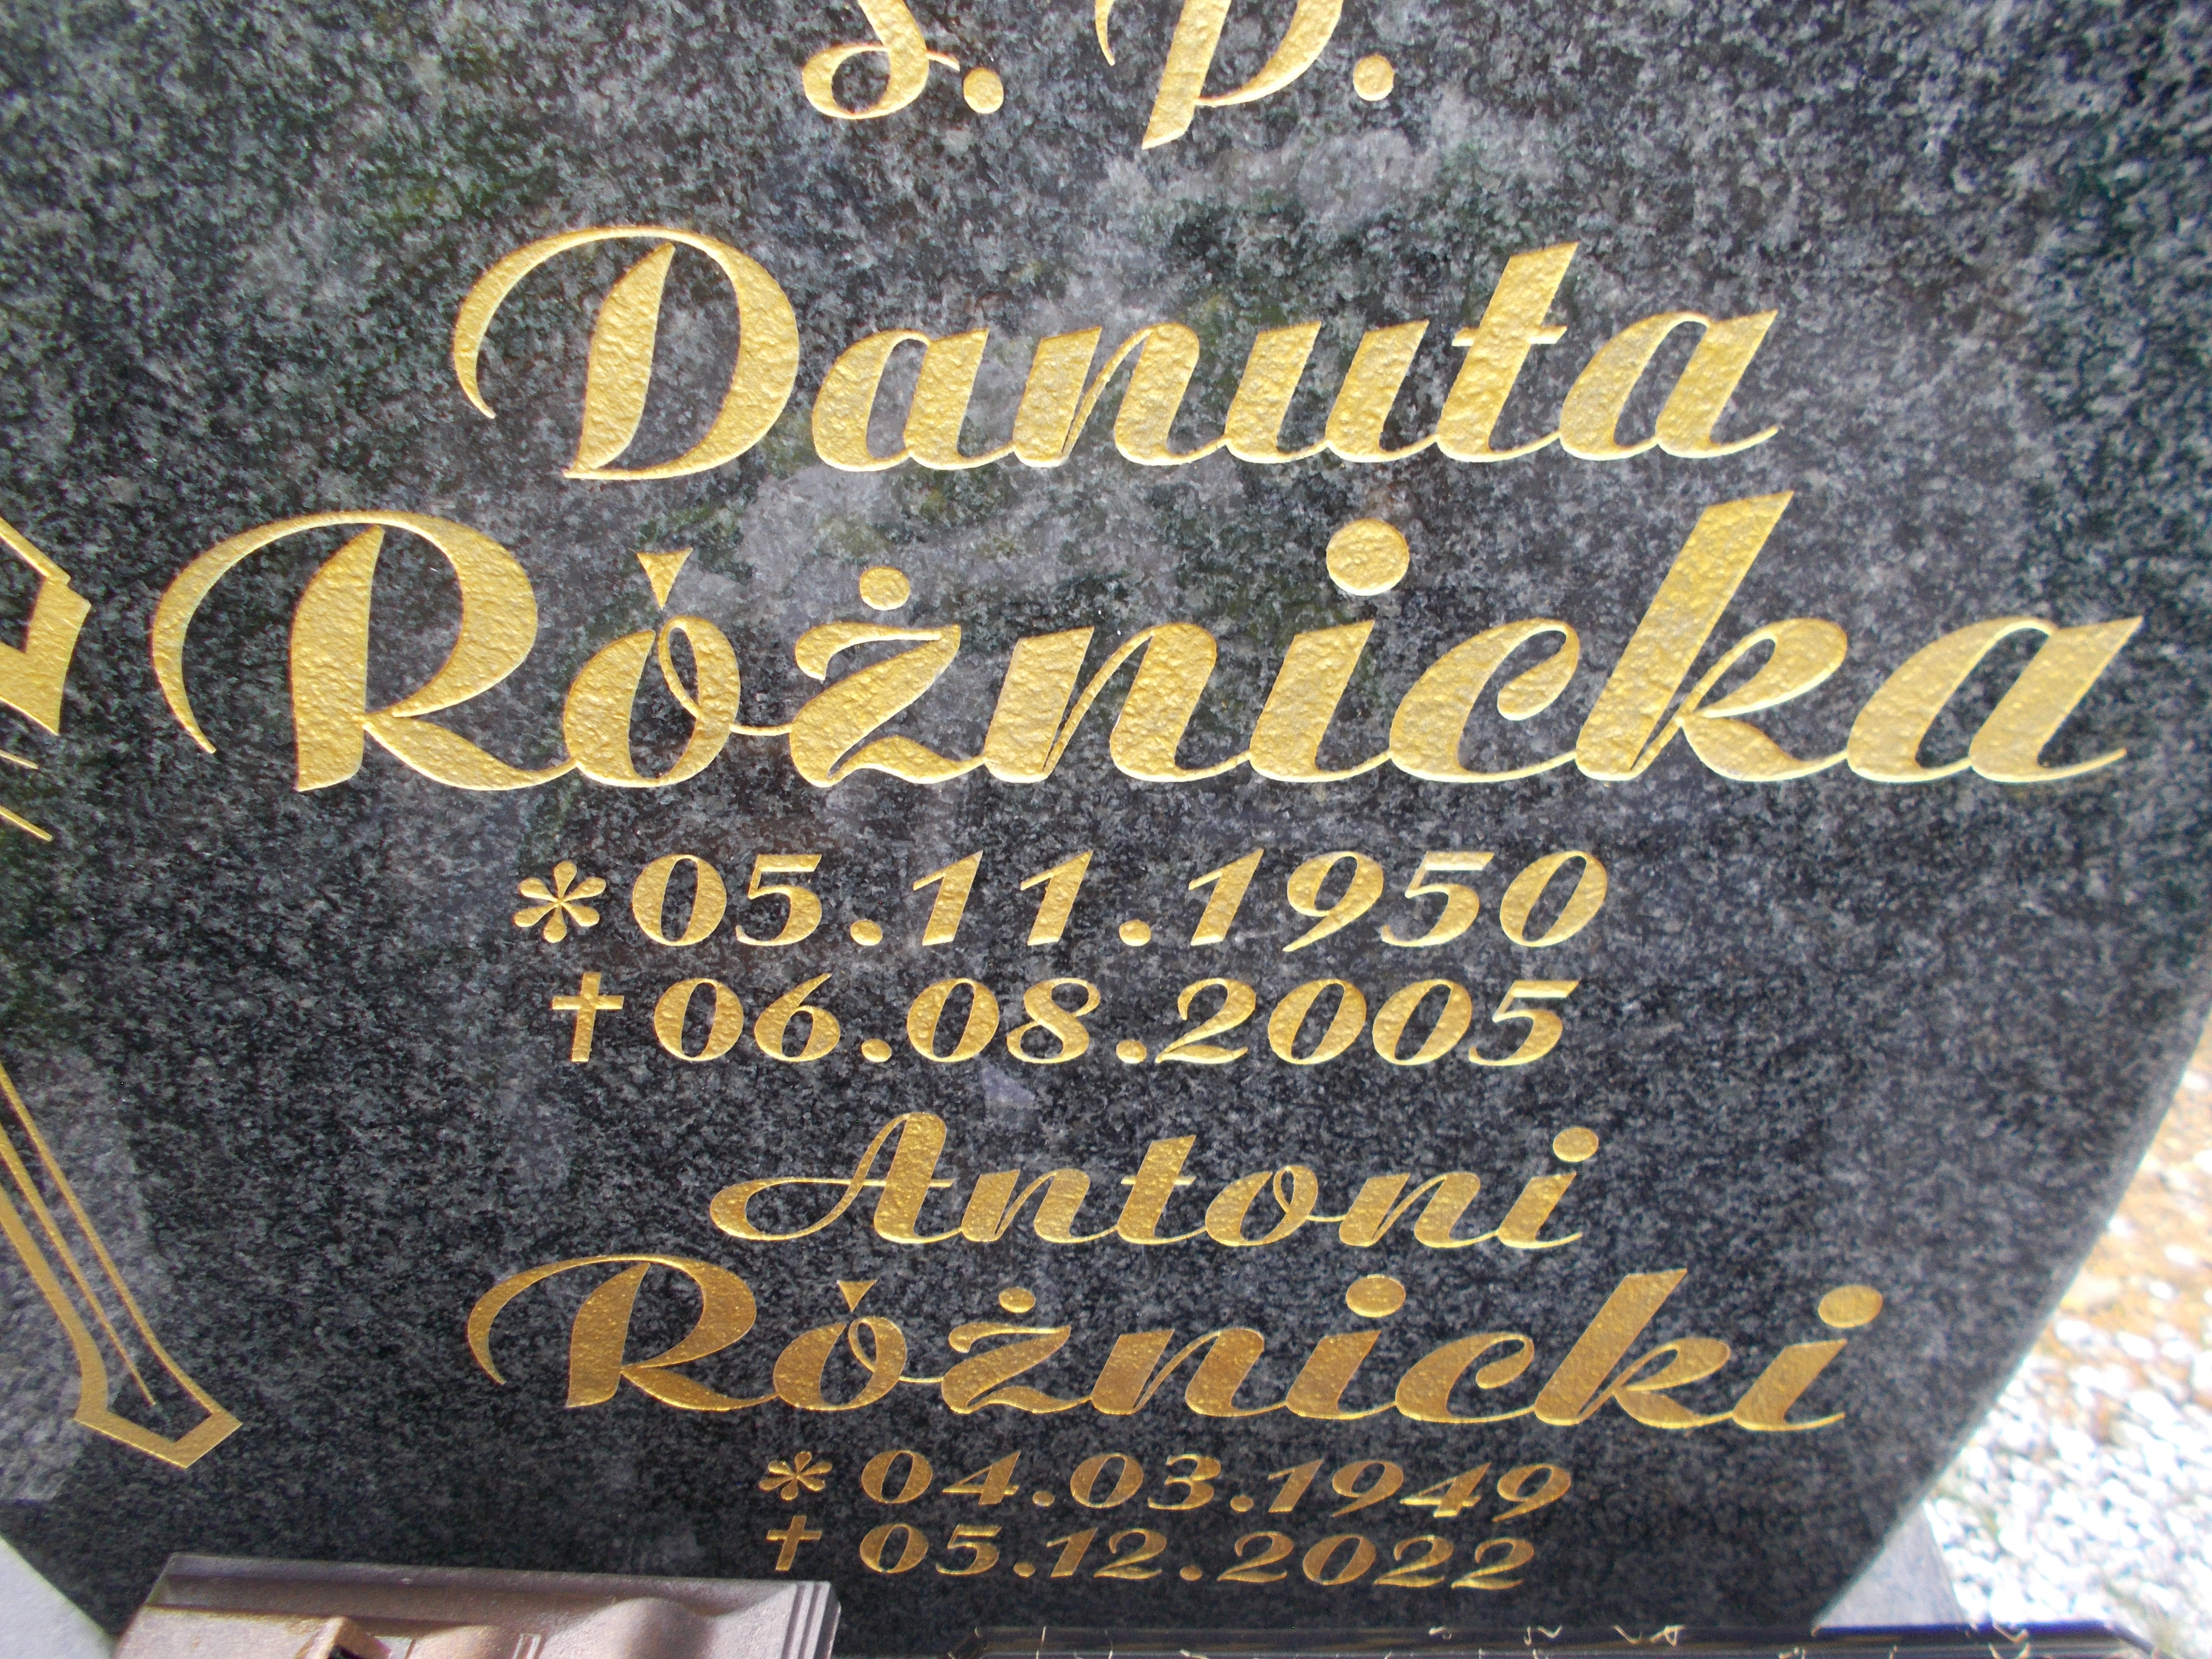 ś. p.
Danuta
Różnicka
*05.11.1950
†06.08.2005
Antoni
Różnicki
* 04.03.1949
† 05.12.2022